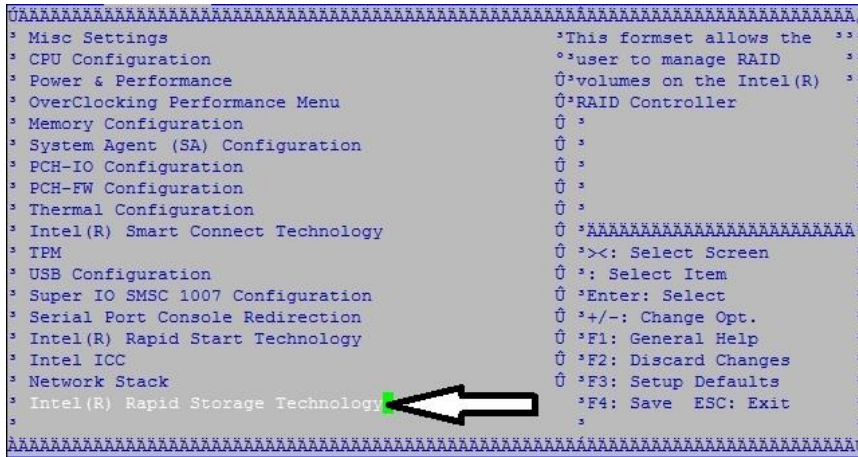 Misc Settings
CPU Configuration
Power & Performance
OverClocking Performance Menu
Memory Configuration
System Agent (SA) Configuration
PCH-IO Configuration
PCH-FW Configuration
Thermal Configuration
Intel(R) Smart Connect Technology
TPM
USB Configuration
Super IO SMSC 1007 Configuration
Serial Port Console Redirection
Intel(R) Rapid Start Technology
Intel ICC
Network Stack
Intel(R) Rapid Storage Technology
This formset allows the
user to manage RAID
volumes on the Intel(R)
RAID Controller
><: Select Screen
: Select Item
Enter: Select
+/-: Change Opt.
F1: General Help
F2: Discard Changes
F3: Setup Defaults
F4: Save  ESC: Exit